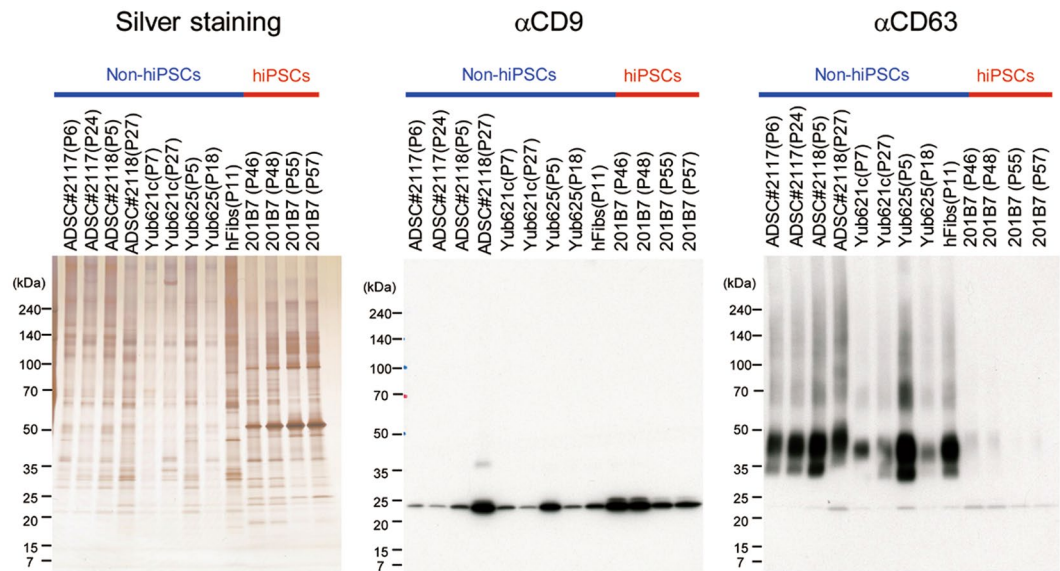 Silver staining
Non-hiPSCs hiPSCs
ADSC#2117(P6)
ADSC#2117(P24)
ADSC#2118(P5)
ADSC#2118(P27)
Yub621c(P7)
Yub621c(P27)
Yub625(P5)
Yub625(P18)
hFibs(P11)
201B7 (P46)
201B7 (P48)
201B7 (P55)
201B7 (P57)
(kDa)
240
140
100
70
50
35
25
20
15
7
αCD9
Non-hiPSCs hiPSCs
ADSC#2117(P6)
ADSC#2117(P24)
ADSC#2118(P5)
ADSC#2118(P27)
Yub621c(P7)
Yub621c(P27)
Yub625(P5)
Yub625(P18)
hFibs(P11)
201B7 (P46)
201B7 (P48)
201B7 (P55)
201B7 (P57)
(kDa)
240
140
100
70
50
35
25
20
15
7
αCD63
Non-hiPSCs hiPSCs
ADSC#2117(P6)
ADSC#2117(P24)
ADSC#2118(P5)
ADSC#2118(P27)
Yub621c(P7)
Yub621c(P27)
Yub625(P5)
Yub625(P18)
hFibs(P11)
201B7 (P46)
201B7 (P48)
201B7 (P55)
201B7 (P57)
(kDa)
240
140
100
70
50
35
25
20
15
7